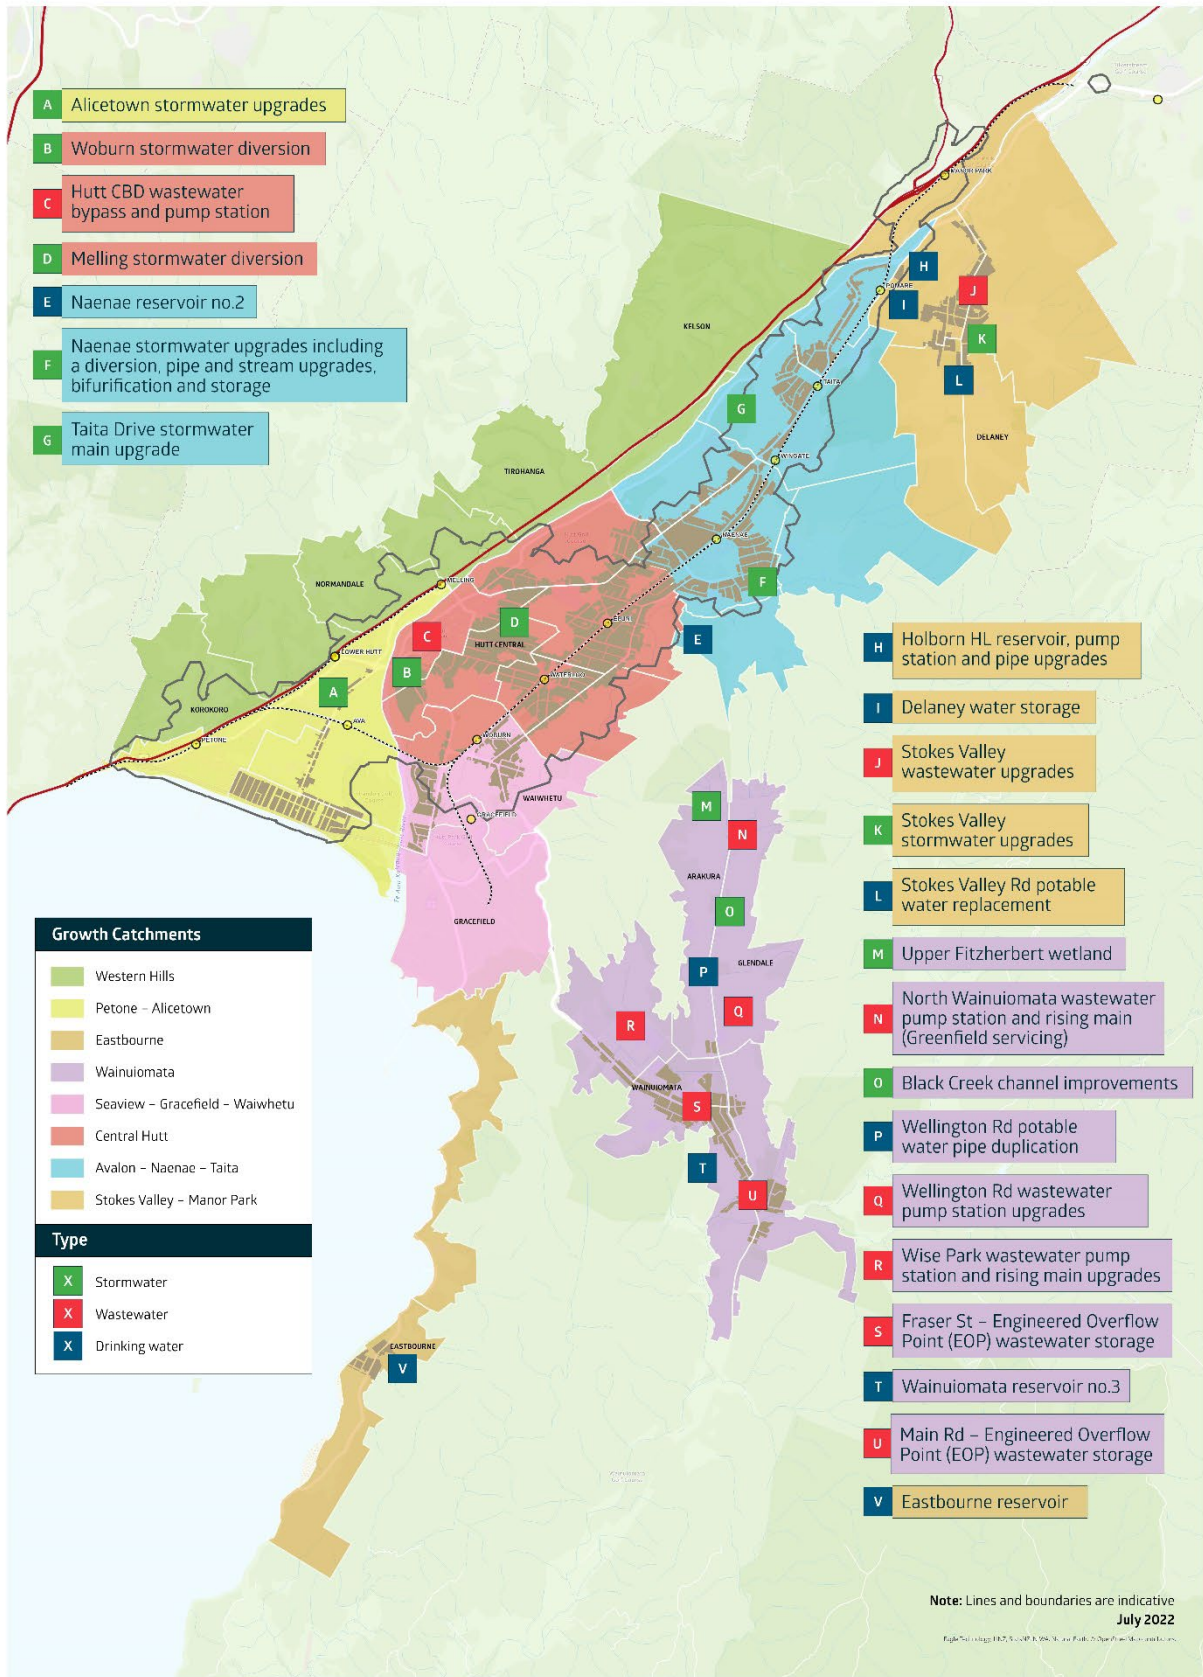 A
Alicetown stormwater upgrades
B
Woburn stormwater diversion
C
Hutt CBD wastewater
bypass and pump station
D
Melling stormwater diversion
E
Naenae reservoir no.2
F
Naenae stormwater upgrades including
a diversion, pipe and stream upgrades,
bifurification and storage
G
Taita Drive stormwater
main upgrade
MANOR PARK
H
POMARE
I
J
K
L
KELSON
TAITA
G
DELANEY
WINGATE
TIROHANGA
NAENAE
F
NORMANDALE
MELLING
EPUNI
D
C
HUTT CENTRAL
E
LOWER HUTT
B
WATERLOO
A
KOROKORO
AVA
PETONE
WOBURN
WAIWHETU
GRACEFIELD
GRACEFIELD
M
N
ARAKURA
O
GLENDALE
P
Q
R
WAINUIOMATA
S
T
U
EASTBOURNE
V
Growth Catchments
Western Hills
Petone – Alicetown
Eastbourne
Wainuiomata
Seaview – Gracefield – Waiwhetu
Central Hutt
Avalon – Naenae – Taita
Stokes Valley – Manor Park
Type
X
Stormwater
X
Wastewater
X
Drinking water
H
Holborn HL reservoir, pump
station and pipe upgrades
I
Delaney water storage
J
Stokes Valley
wastewater upgrades
K
Stokes Valley
stormwater upgrades
L
Stokes Valley Rd potable
water replacement
M
Upper Fitzherbert wetland
N
North Wainuiomata wastewater
pump station and rising main
(Greenfield servicing)
O
Black Creek channel improvements
P
Wellington Rd potable
water pipe duplication
Q
Wellington Rd wastewater
pump station upgrades
R
Wise Park wastewater pump
station and rising main upgrades
S
Fraser St – Engineered Overflow
Point (EOP) wastewater storage
T
Wainuiomata reservoir no.3
U
Main Rd – Engineered Overflow
Point (EOP) wastewater storage
V
Eastbourne reservoir
Note: Lines and boundaries are indicative
July 2022